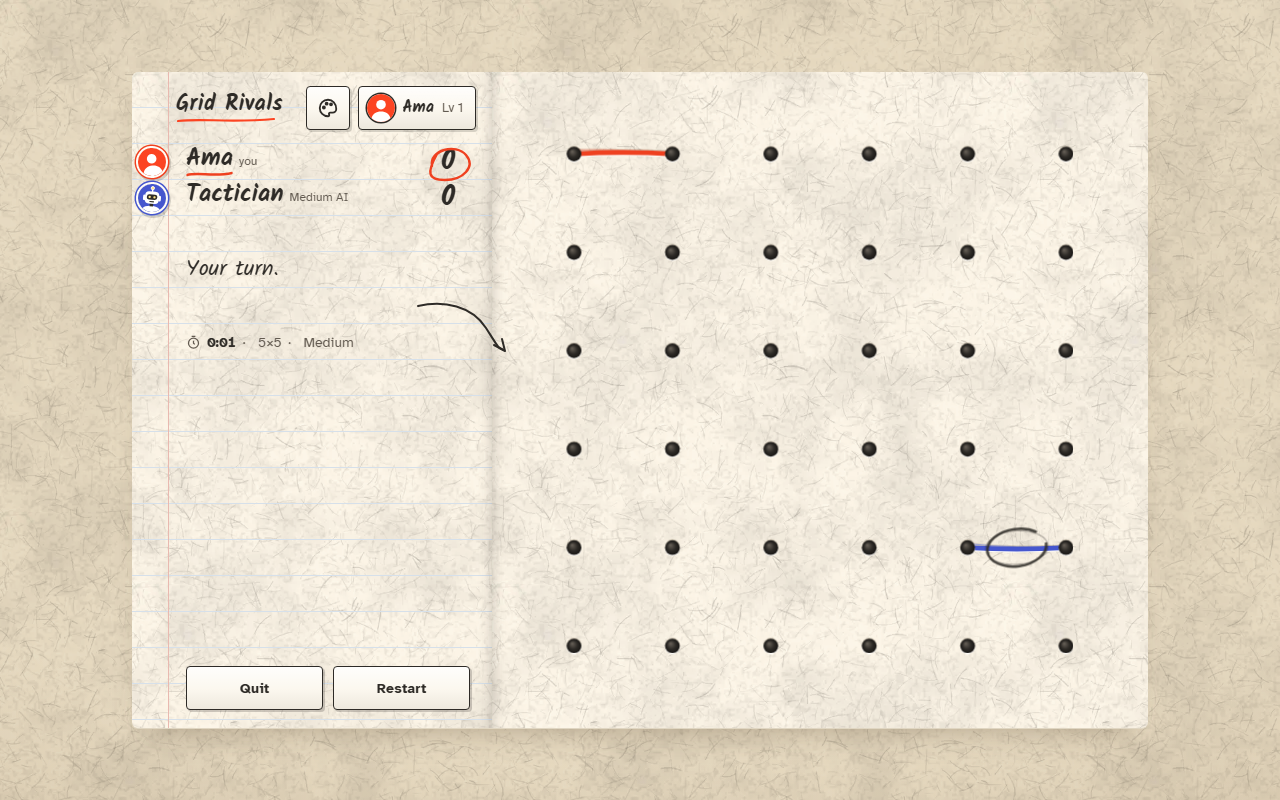 Grid Rivals
Ama Lv 1
Ama you 0
Tactician Medium AI 0
Your turn.
0:01 · 5×5 · Medium
Quit Restart